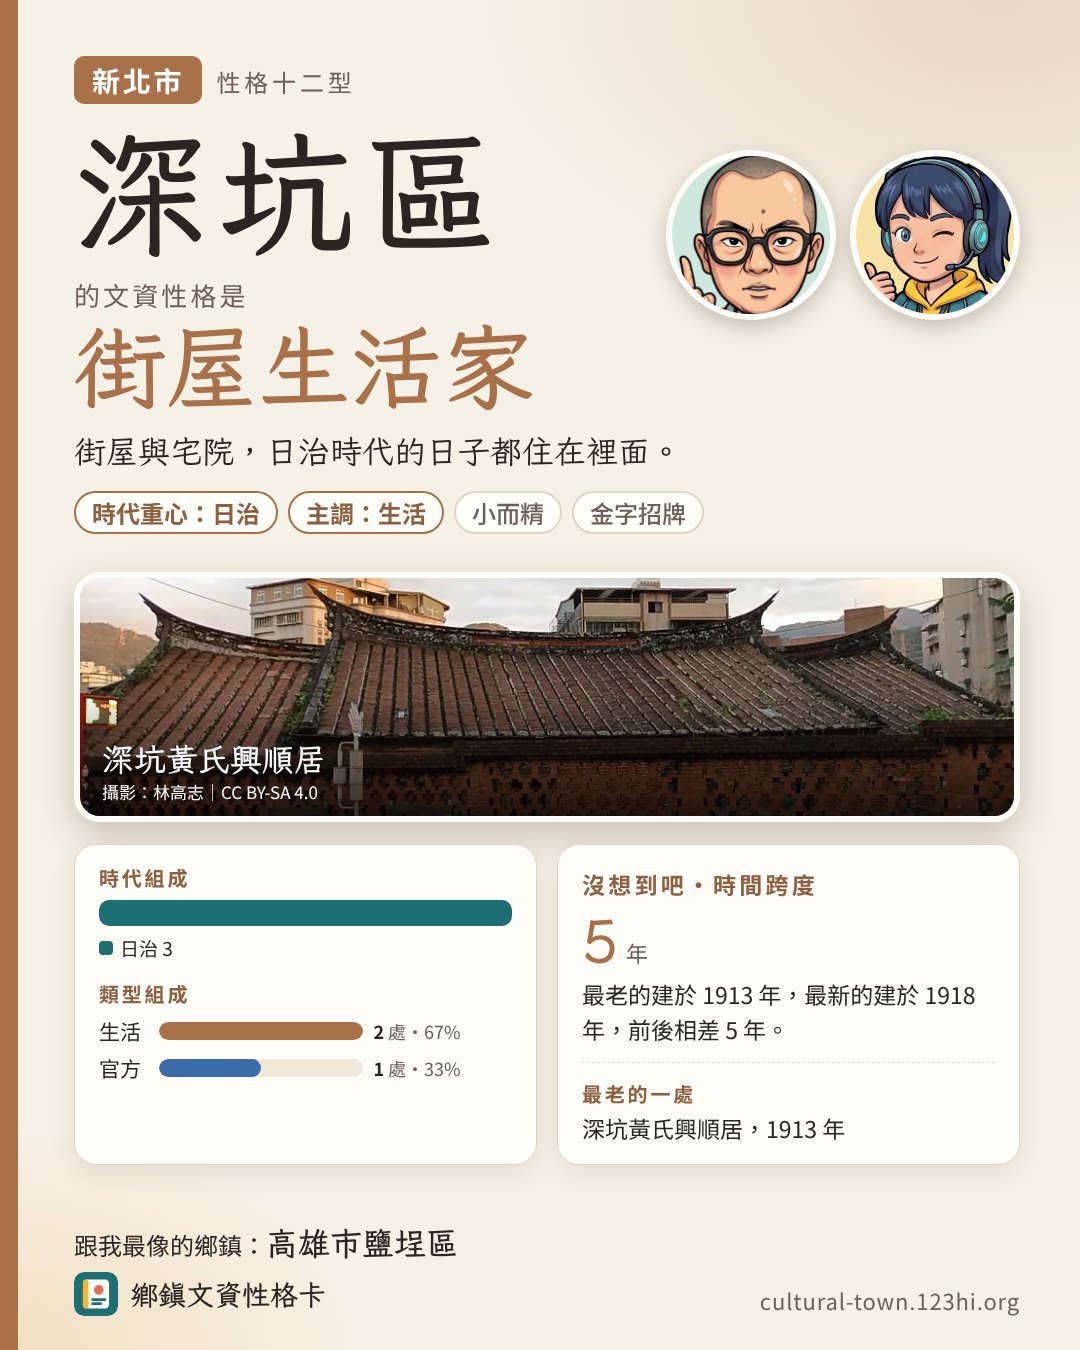 新北市 性格十二型
深坑區
的文資性格是
街屋生活家
街屋與宅院，日治時代的日子都住在裡面。
時代重心：日治 主調：生活 小而精 金字招牌
深坑黃氏興順居
攝影：林高志｜CC BY-SA 4.0
時代組成
日治 3
類型組成
生活 2 處・67%
官方 1 處・33%
沒想到吧・時間跨度
5 年
最老的建於 1913 年，最新的建於 1918
年，前後相差 5 年。
最老的一處
深坑黃氏興順居，1913 年
跟我最像的鄉鎮：高雄市鹽埕區
鄉鎮文資性格卡
cultural-town.123hi.org